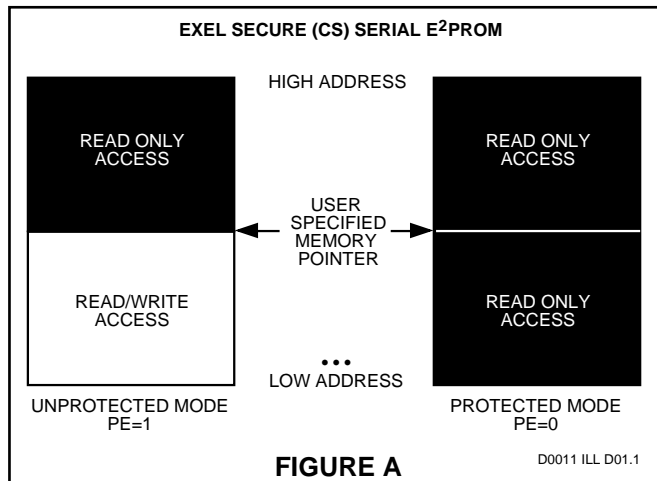 EXEL SECURE (CS) SERIAL E²PROM
HIGH ADDRESS
READ ONLY
ACCESS
READ ONLY
ACCESS
USER
SPECIFIED
MEMORY
POINTER
READ/WRITE
ACCESS
READ ONLY
ACCESS
•••
LOW ADDRESS
UNPROTECTED MODE
PE=1
PROTECTED MODE
PE=0
FIGURE A
D0011 ILL D01.1